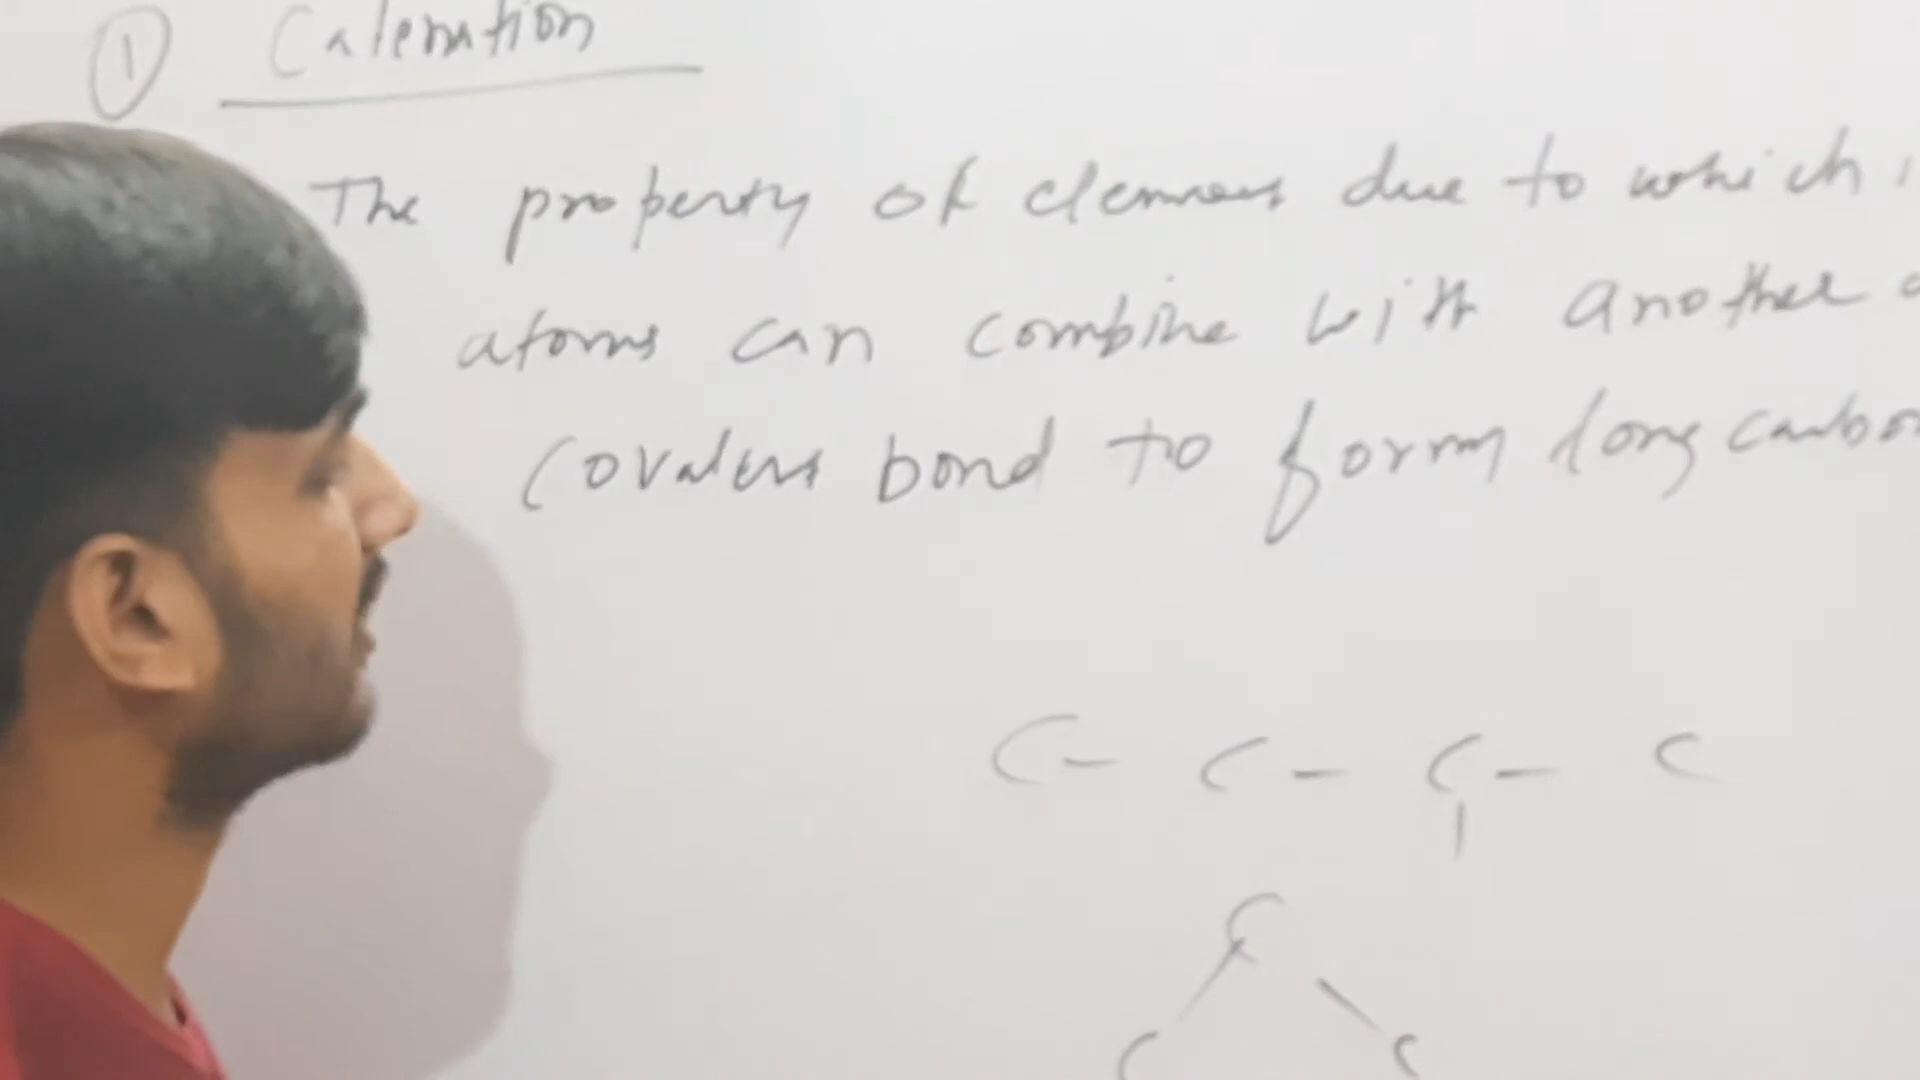 ① Catenation
The property of elements due to which
atoms can combine with another
Covalent bond to form long carbon
C - C - C - C
C
C C